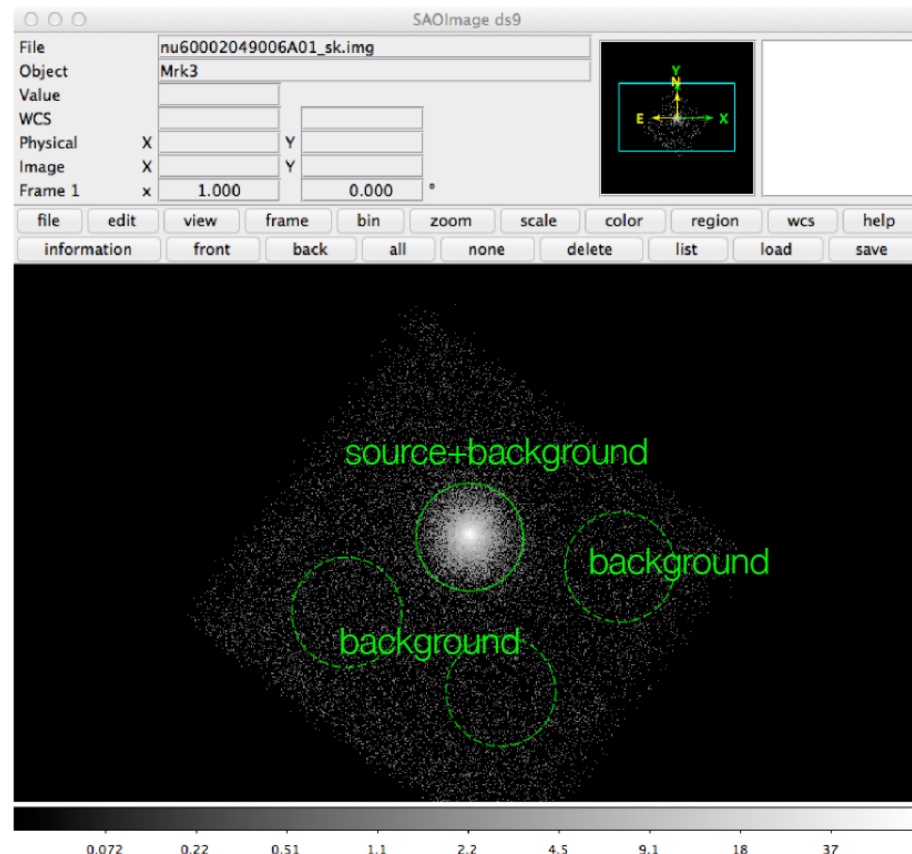 SAOImage ds9
File nu60002049006A01_sk.img
Object Mrk3
Value
WCS
Physical X Y
Image X Y
Frame 1 x 1.000 0.000 °
Y
N
E X
file edit view frame bin zoom scale color region wcs help
information front back all none delete list load save
source+background
background
background
0.072 0.22 0.51 1.1 2.2 4.5 9.1 18 37